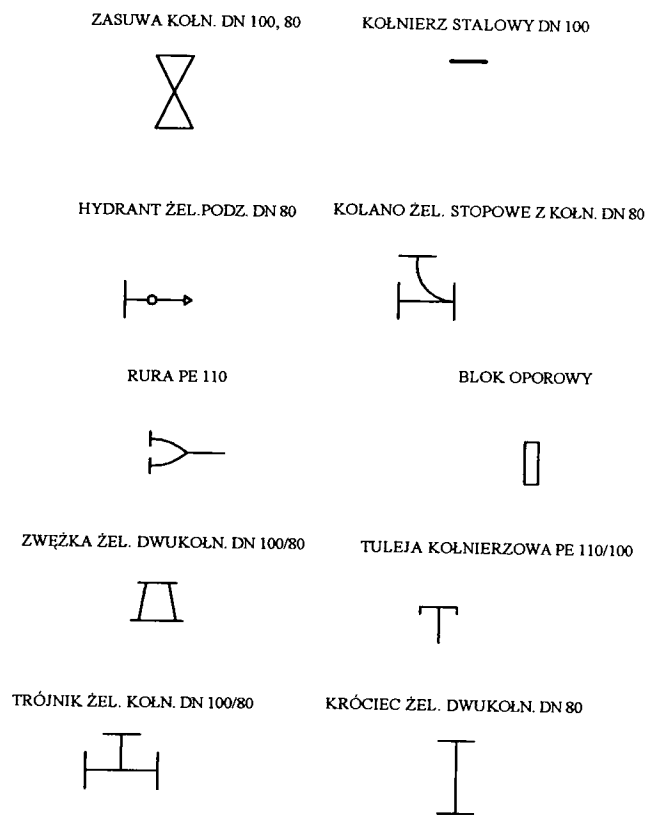 ZASUWA KOŁN. DN 100, 80
KOŁNIERZ STALOWY DN 100
HYDRANT ŻEL.PODZ. DN 80
KOLANO ŻEL. STOPOWE Z KOŁN. DN 80
RURA PE 110
BLOK OPOROWY
ZWĘŻKA ŻEL. DWUKOŁN. DN 100/80
TULEJA KOŁNIERZOWA PE 110/100
TRÓJNIK ŻEL. KOŁN. DN 100/80
KRÓCIEC ŻEL. DWUKOŁN. DN 80